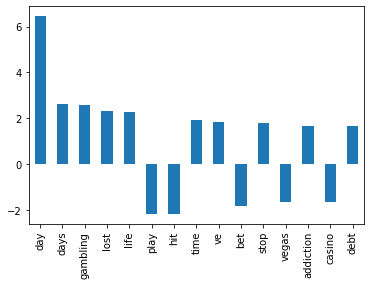 6
4
2
0
−2
day
days
gambling
lost
life
play
hit
time
ve
bet
stop
vegas
addiction
casino
debt